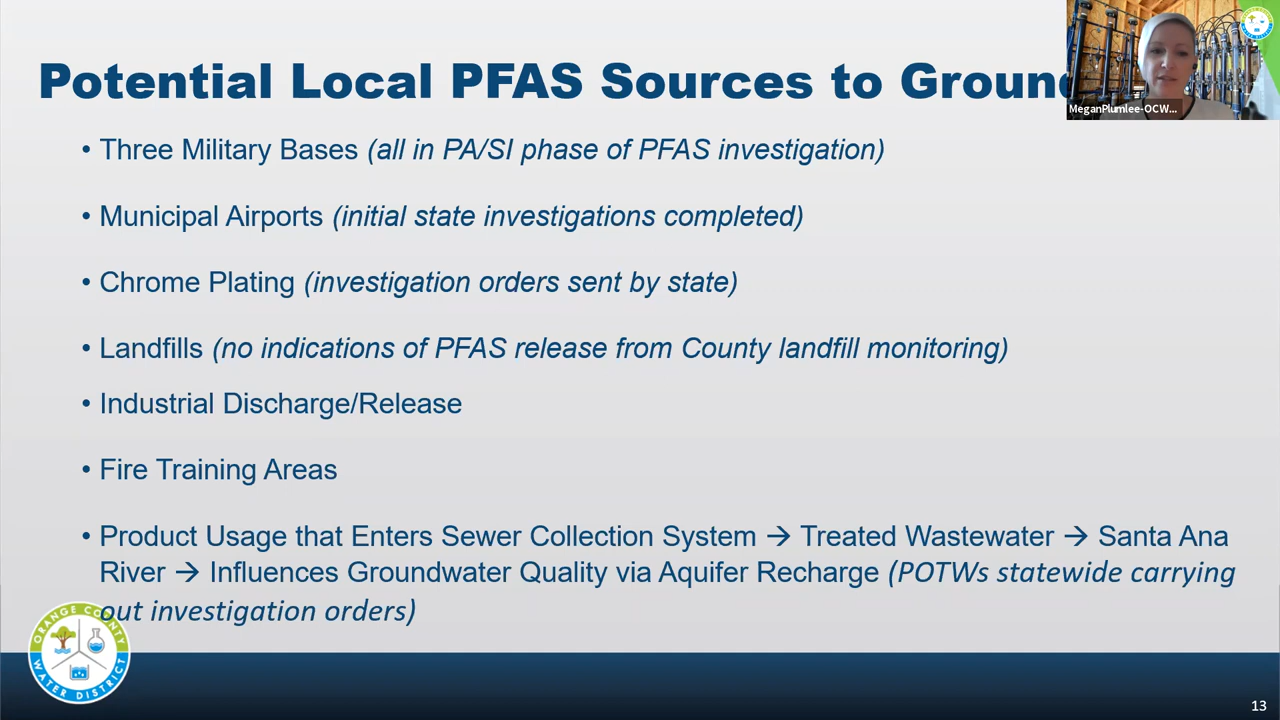 Potential Local PFAS Sources to Ground
MeganPlumlee-OCW...
• Three Military Bases (all in PA/SI phase of PFAS investigation)
• Municipal Airports (initial state investigations completed)
• Chrome Plating (investigation orders sent by state)
• Landfills (no indications of PFAS release from County landfill monitoring)
• Industrial Discharge/Release
• Fire Training Areas
• Product Usage that Enters Sewer Collection System → Treated Wastewater → Santa Ana
River → Influences Groundwater Quality via Aquifer Recharge (POTWs statewide carrying
out investigation orders)
ORANGE COUNTY
WATER DISTRICT
13